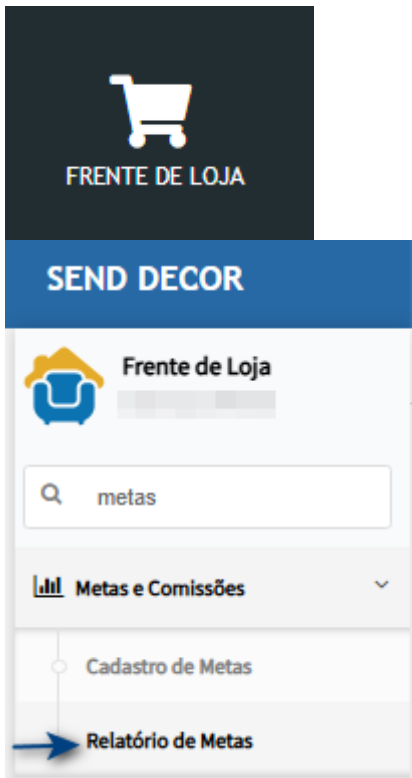 FRENTE DE LOJA
SEND DECOR
Frente de Loja
metas
Metas e Comissões
Cadastro de Metas
Relatório de Metas